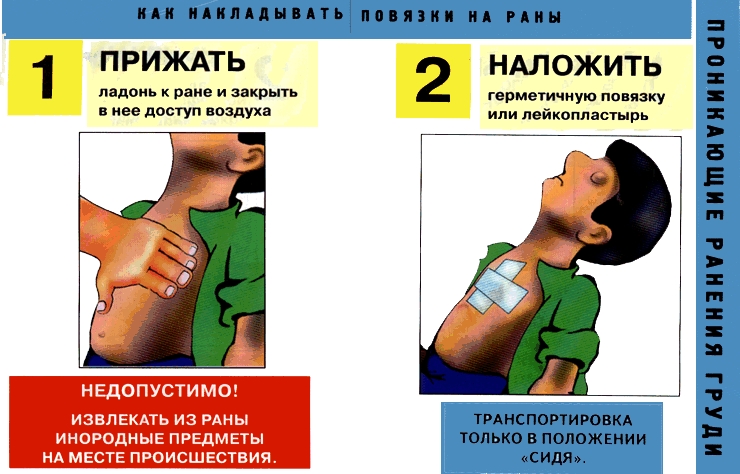 КАК НАКЛАДЫВАТЬ ПОВЯЗКИ НА РАНЫ
1
ПРИЖАТЬ
ладонь к ране и закрыть
в нее доступ воздуха
2
НАЛОЖИТЬ
герметичную повязку
или лейкопластырь
НЕДОПУСТИМО!
ИЗВЛЕКАТЬ ИЗ РАНЫ
ИНОРОДНЫЕ ПРЕДМЕТЫ
НА МЕСТЕ ПРОИСШЕСТВИЯ.
ТРАНСПОРТИРОВКА
ТОЛЬКО В ПОЛОЖЕНИИ
«СИДЯ».
ПРОНИКАЮЩИЕ РАНЕНИЯ ГРУДИ